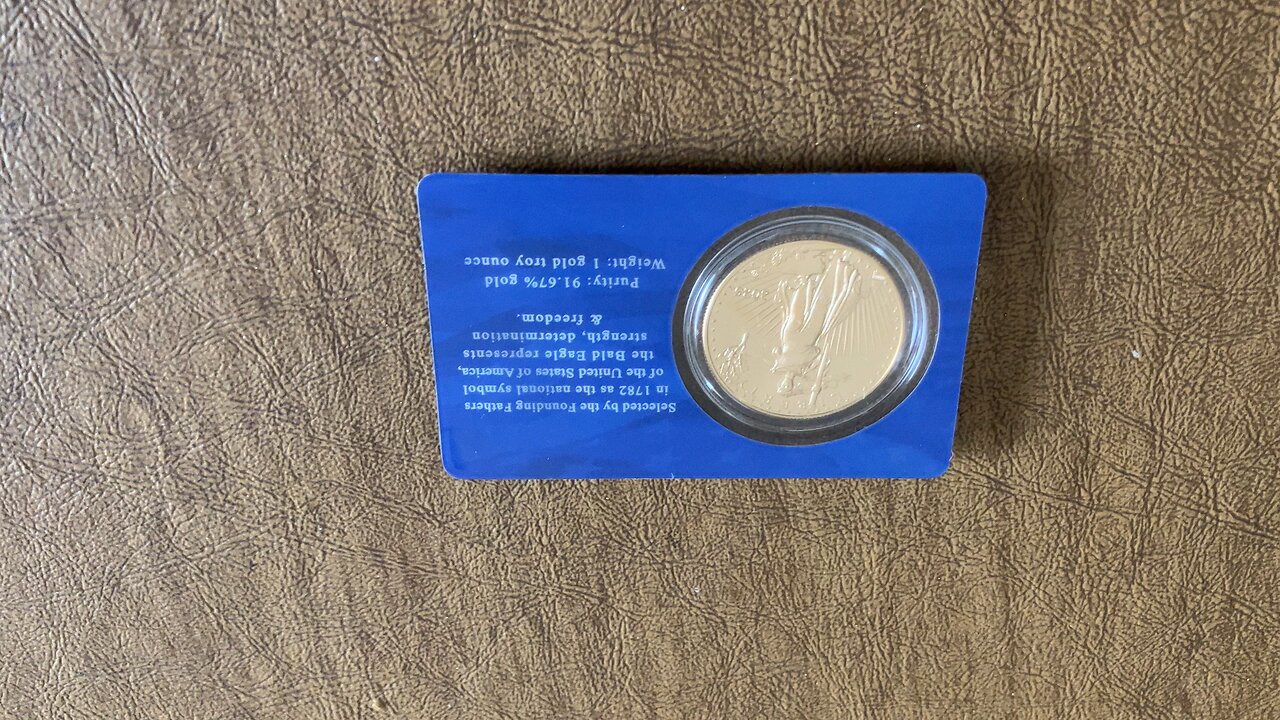 Selected by the Founding Fathers
in 1782 as the national symbol
of the United States of America,
the Bald Eagle represents
strength, determination
& freedom.
Purity: 91.67% gold
Weight: 1 gold troy ounce